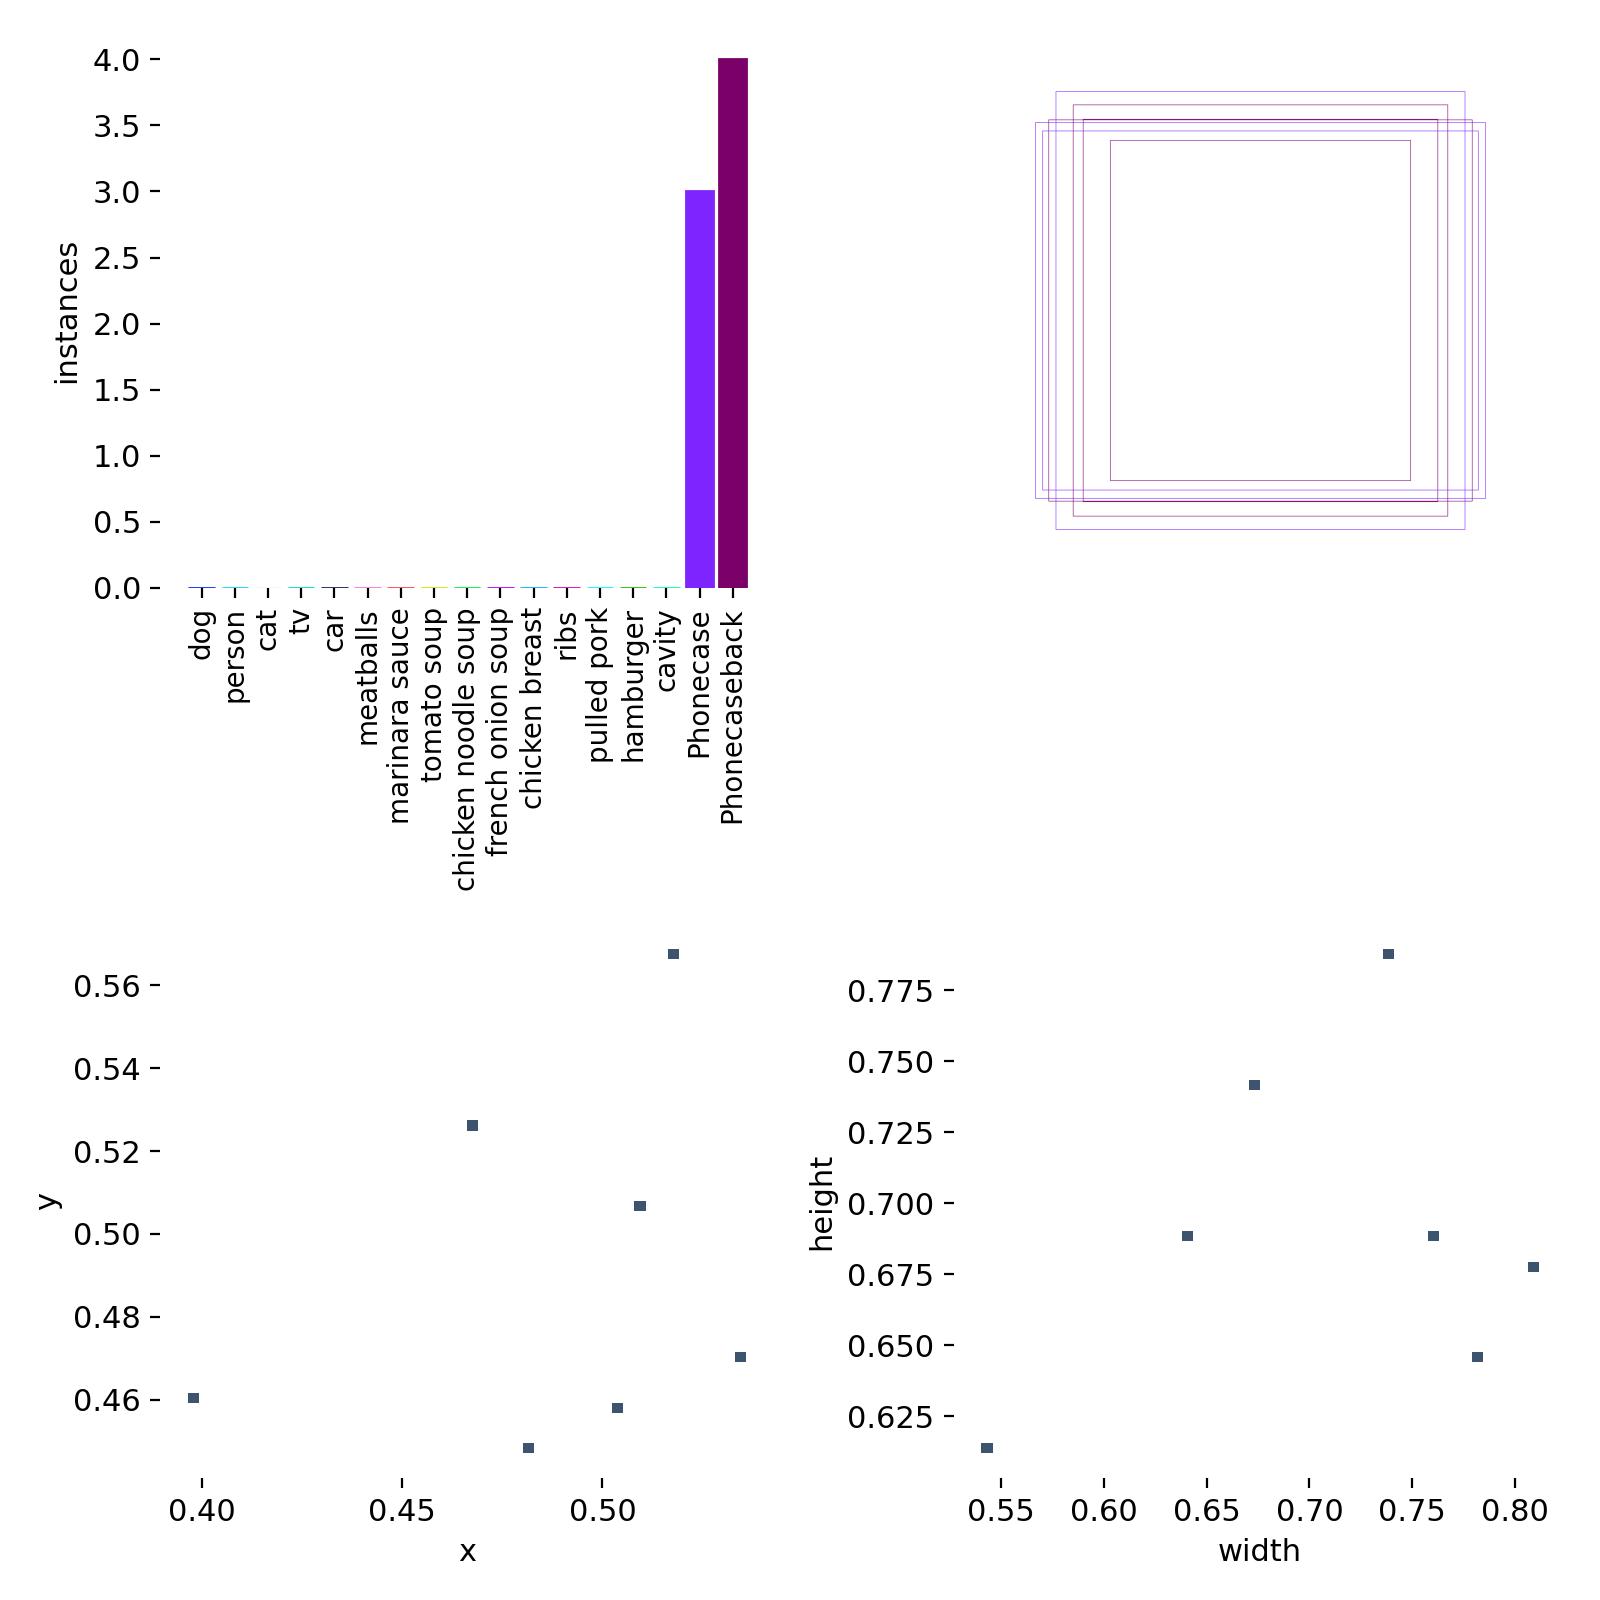 4.0
3.5
3.0
2.5
2.0
1.5
1.0
0.5
0.0
instances
dog
person
cat
tv
car
meatballs
marinara sauce
tomato soup
chicken noodle soup
french onion soup
chicken breast
ribs
pulled pork
hamburger
cavity
Phonecase
Phonecaseback
0.56
0.54
0.52
0.50
0.48
0.46
y
0.40
0.45
0.50
x
0.775
0.750
0.725
0.700
0.675
0.650
0.625
height
0.55
0.60
0.65
0.70
0.75
0.80
width